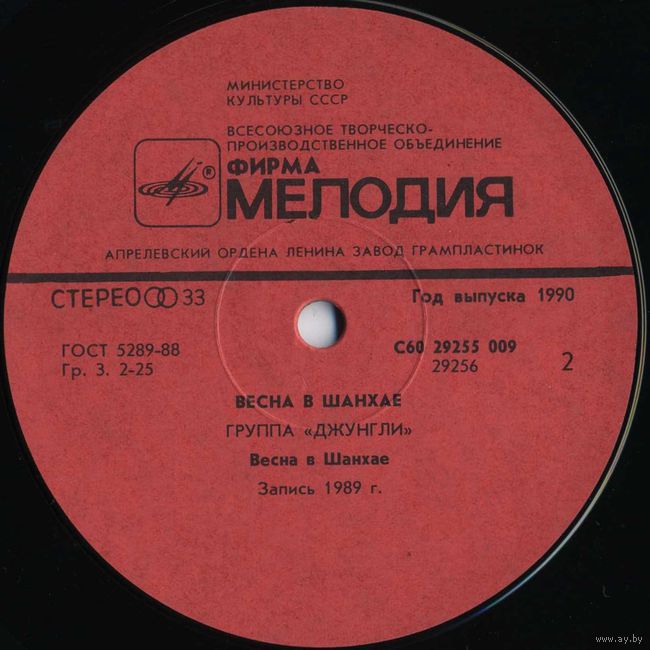 МИНИСТЕРСТВО
КУЛЬТУРЫ СССР
ВСЕСОЮЗНОЕ ТВОРЧЕСКО-
ПРОИЗВОДСТВЕННОЕ ОБЪЕДИНЕНИЕ
®
ФИРМА
МЕЛОДИЯ
АПРЕЛЕВСКИЙ ОРДЕНА ЛЕНИНА ЗАВОД ГРАМПЛАСТИНОК
СТЕРЕО 33
Год выпуска 1990
ГОСТ 5289-88
Гр. 3. 2-25
С60 29255 009
29256
2
ВЕСНА В ШАНХАЕ
ГРУППА «ДЖУНГЛИ»
Весна в Шанхае
Запись 1989 г.
www.ay.by